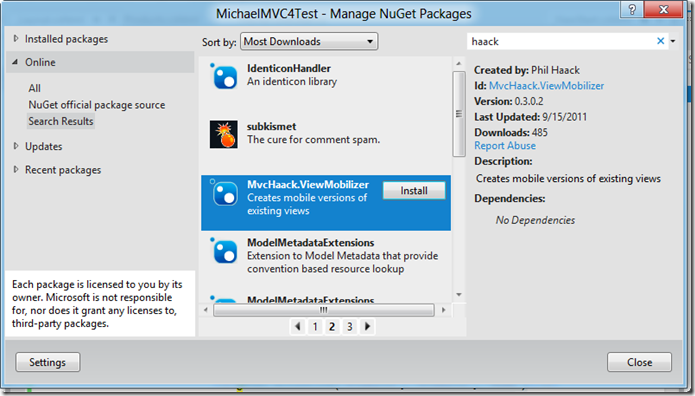 MichaelMVC4Test - Manage NuGet Packages
?
Installed packages
Online
All
NuGet official package source
Search Results
Updates
Recent packages
Each package is licensed to you by its
owner. Microsoft is not responsible
for, nor does it grant any licenses to,
third-party packages.
Settings
Sort by: Most Downloads
IdenticonHandler
An identicon library
subkismet
The cure for comment spam.
MvcHaack.ViewMobilizer
Creates mobile versions of
existing views
Install
ModelMetadataExtensions
Extension to Model Metadata that provide
convention based resource lookup
ModelMetadataExtensions
1 2 3
haack
Created by: Phil Haack
Id: MvcHaack.ViewMobilizer
Version: 0.3.0.2
Last Updated: 9/15/2011
Downloads: 485
Report Abuse
Description:
Creates mobile versions of existing views
Dependencies:
No Dependencies
Close